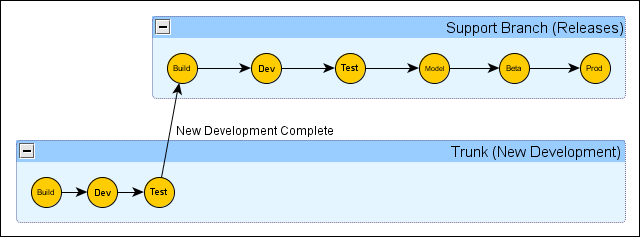 Support Branch (Releases)
Build Dev Test Model Beta Prod
New Development Complete
Trunk (New Development)
Build Dev Test